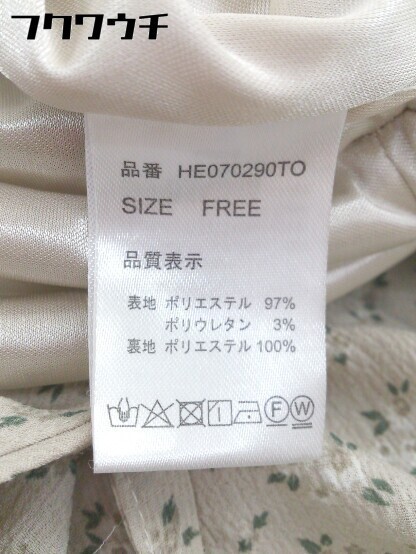 フクワウチ
品番 HE070290TO
SIZE FREE
品質表示
表地 ポリエステル 97%
ポリウレタン 3%
裏地 ポリエステル 100%
F W